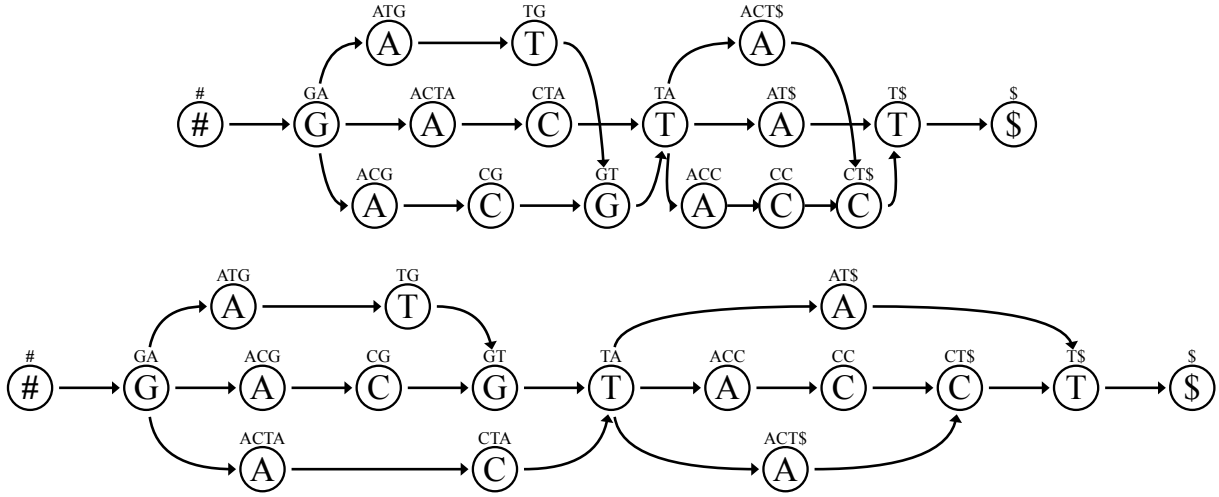 ATG TG ACT$
A T A
# GA ACTA CTA TA AT$ T$ $
# G A C T A T $
ACG CG GT ACC CC CT$
A C G A C C
ATG TG AT$
A T A
# GA ACG CG GT TA ACC CC CT$ T$ $
# G A C G T A C C T $
ACTA CTA ACT$
A C A